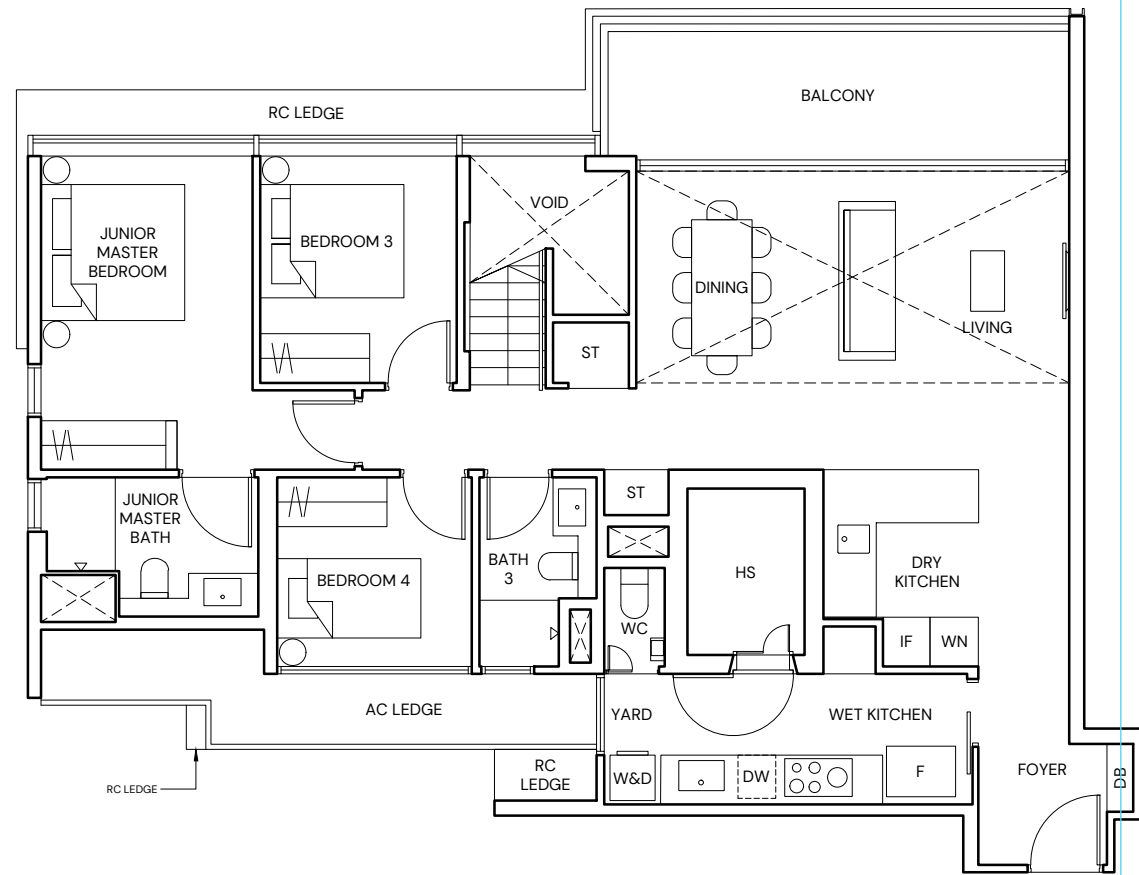 BALCONY
RC LEDGE
VOID
JUNIOR
MASTER
BEDROOM
BEDROOM 3
DINING
LIVING
ST
ST
JUNIOR
MASTER
BATH
BEDROOM 4
BATH
3
HS
DRY
KITCHEN
WC
IF
WN
AC LEDGE
YARD
WET KITCHEN
RC
LEDGE
W&D
DW
F
FOYER
DB
RC LEDGE